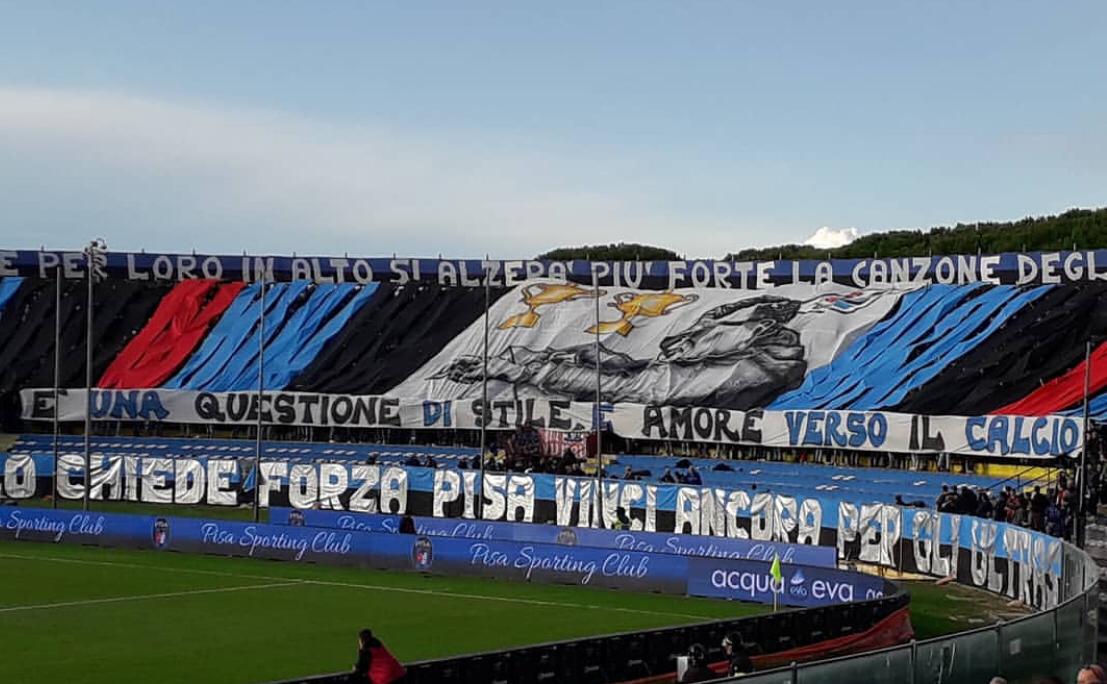 E PER LORO IN ALTO SI ALZERA' PIU' FORTE LA CANZONE DEGL
E' UNA QUESTIONE DI STILE E AMORE VERSO IL CALCIO
O CHIEDE FORZA PISA VINCI ANCORA PER GLI ULTRAS
Sporting Club Pisa Sporting Club Pisa Sporting Club
Pisa Sporting Club Pisa Sporting Club
acqua eva ac